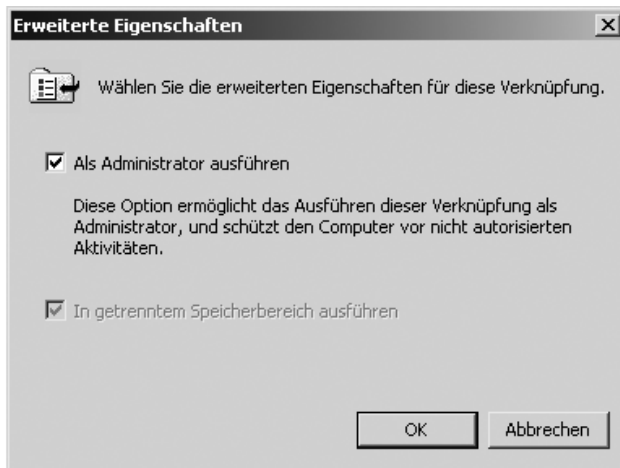 Erweiterte Eigenschaften
Wählen Sie die erweiterten Eigenschaften für diese Verknüpfung.
Als Administrator ausführen
Diese Option ermöglicht das Ausführen dieser Verknüpfung als
Administrator, und schützt den Computer vor nicht autorisierten
Aktivitäten.
In getrenntem Speicherbereich ausführen
OK
Abbrechen